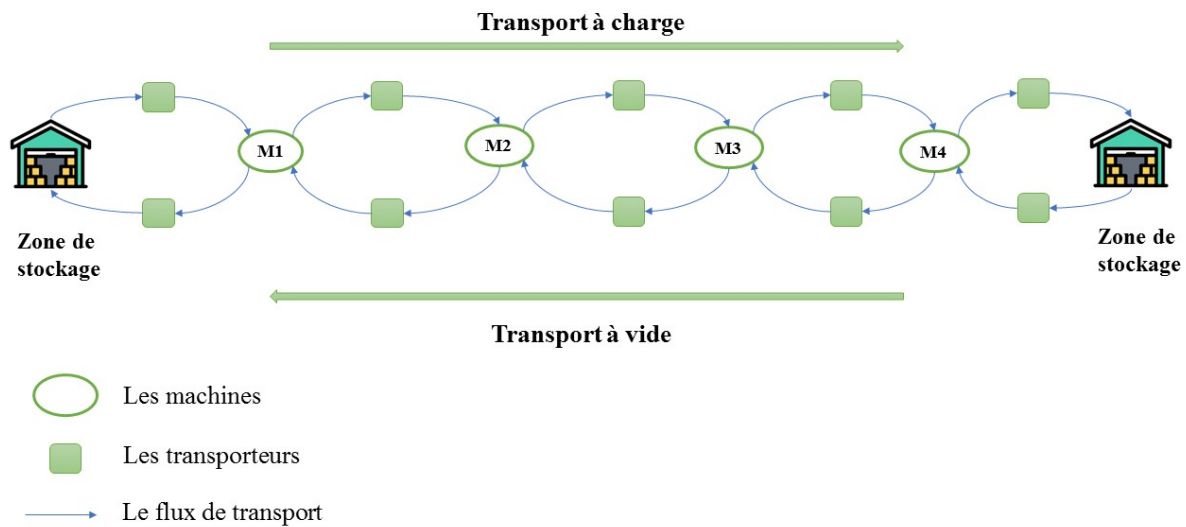 Transport à charge
M1
M2
M3
M4
Zone de
stockage
Zone de
stockage
Transport à vide
Les machines
Les transporteurs
Le flux de transport